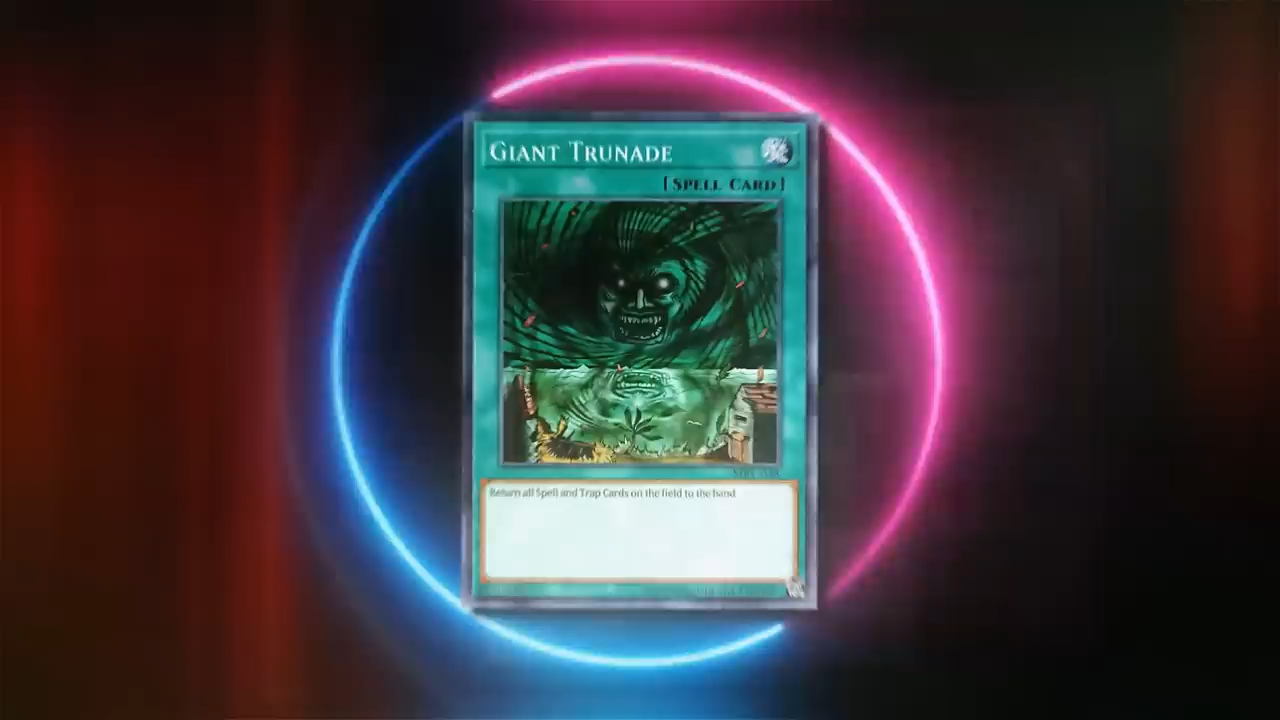 GIANT TRUNADE
[SPELL CARD]
Return all Spell and Trap Cards on the field to the hand